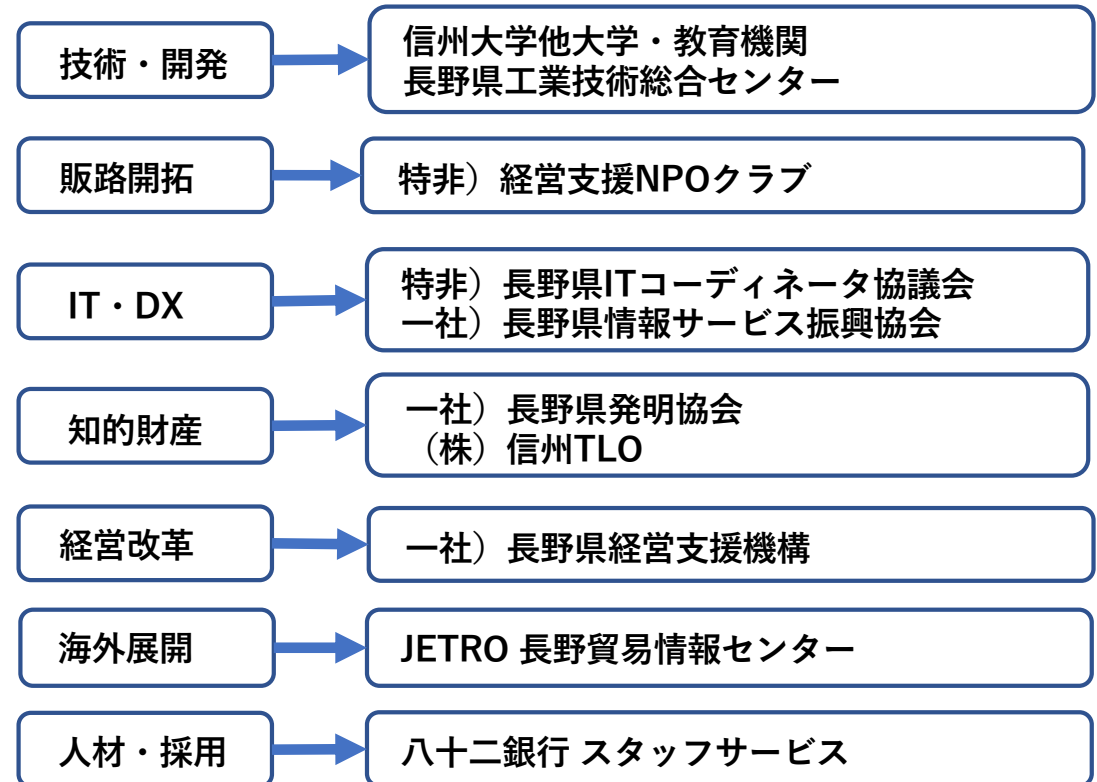 技術・開発
信州大学他大学・教育機関
長野県工業技術総合センター
販路開拓
特非）経営支援NPOクラブ
IT・DX
特非）長野県ITコーディネータ協議会
一社）長野県情報サービス振興協会
知的財産
一社）長野県発明協会
（株）信州TLO
経営改革
一社）長野県経営支援機構
海外展開
JETRO 長野貿易情報センター
人材・採用
八十二銀行 スタッフサービス